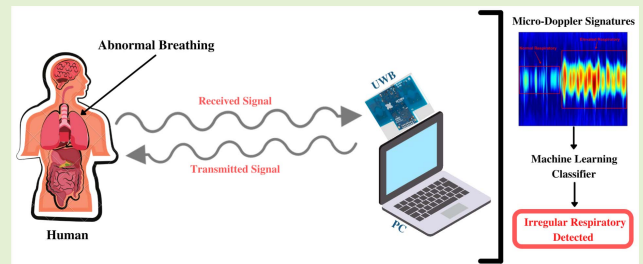 Abnormal Breathing
Received Signal
Transmitted Signal
Human
UWB
PC
Micro-Doppler Signatures
Machine Learning
Classifier
Irregular Respiratory
Detected